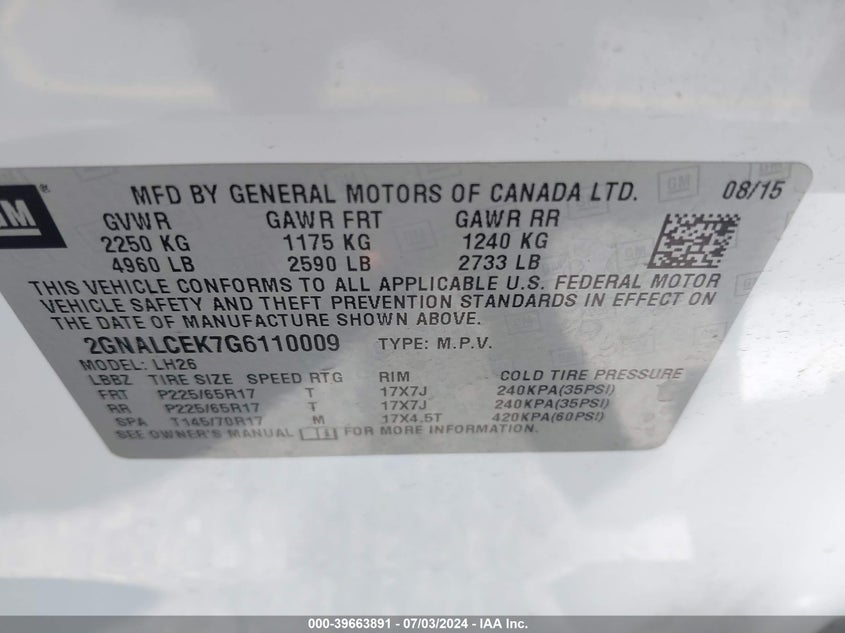 GM ®
MFD BY GENERAL MOTORS OF CANADA LTD. 08/15
GVWR GAWR FRT GAWR RR
2250 KG 1175 KG 1240 KG
4960 LB 2590 LB 2733 LB
THIS VEHICLE CONFORMS TO ALL APPLICABLE U.S. FEDERAL MOTOR
VEHICLE SAFETY AND THEFT PREVENTION STANDARDS IN EFFECT ON
THE DATE OF MANUFACTURE SHOWN ABOVE.
2GNALCEK7G6110009 TYPE: M.P.V.
MODEL: LH26
LBBZ TIRE SIZE SPEED RTG RIM COLD TIRE PRESSURE
FRT P225/65R17 T 17X7J 240KPA(35PSI)
RR P225/65R17 T 17X7J 240KPA(35PSI)
SPA T145/70R17 M 17X4.5T 420KPA(60PSI)
SEE OWNER'S MANUAL FOR MORE INFORMATION.
000-39663891 - 07/03/2024 - IAA Inc.